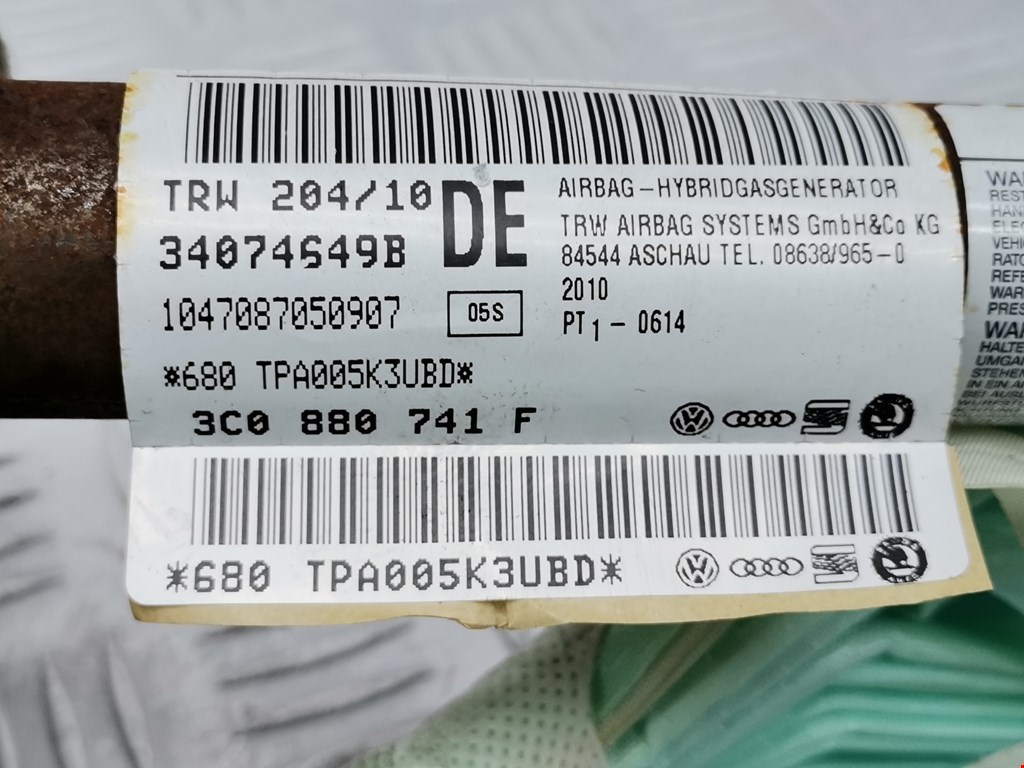 TRW 204/10
DE
34074649B
1047087050907
05S
*680 TPA005K3UBD*
3C0 880 741 F
AIRBAG-HYBRIDGASGENERATOR
TRW AIRBAG SYSTEMS GmbH&Co KG
84544 ASCHAU TEL. 08638/965-0
2010
PT1 - 0614
*680 TPA005K3UBD*